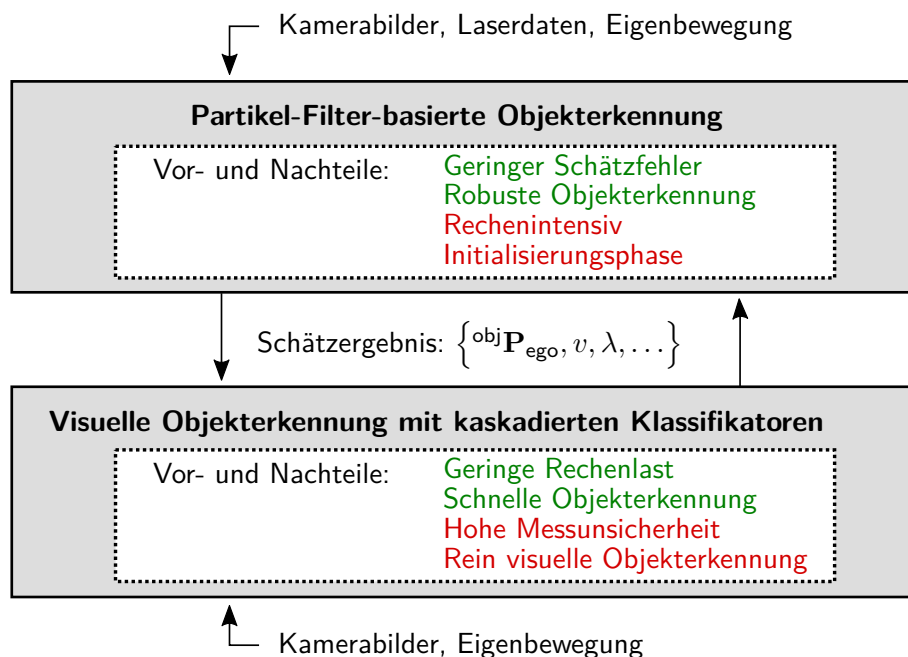 Kamerabilder, Laserdaten, Eigenbewegung
Partikel-Filter-basierte Objekterkennung
Vor- und Nachteile: Geringer Schätzfehler
Robuste Objekterkennung
Rechenintensiv
Initialisierungsphase
Schätzergebnis: {ᵒᵇʲP_ego, v, λ, ...}
Visuelle Objekterkennung mit kaskadierten Klassifikatoren
Vor- und Nachteile: Geringe Rechenlast
Schnelle Objekterkennung
Hohe Messunsicherheit
Rein visuelle Objekterkennung
Kamerabilder, Eigenbewegung